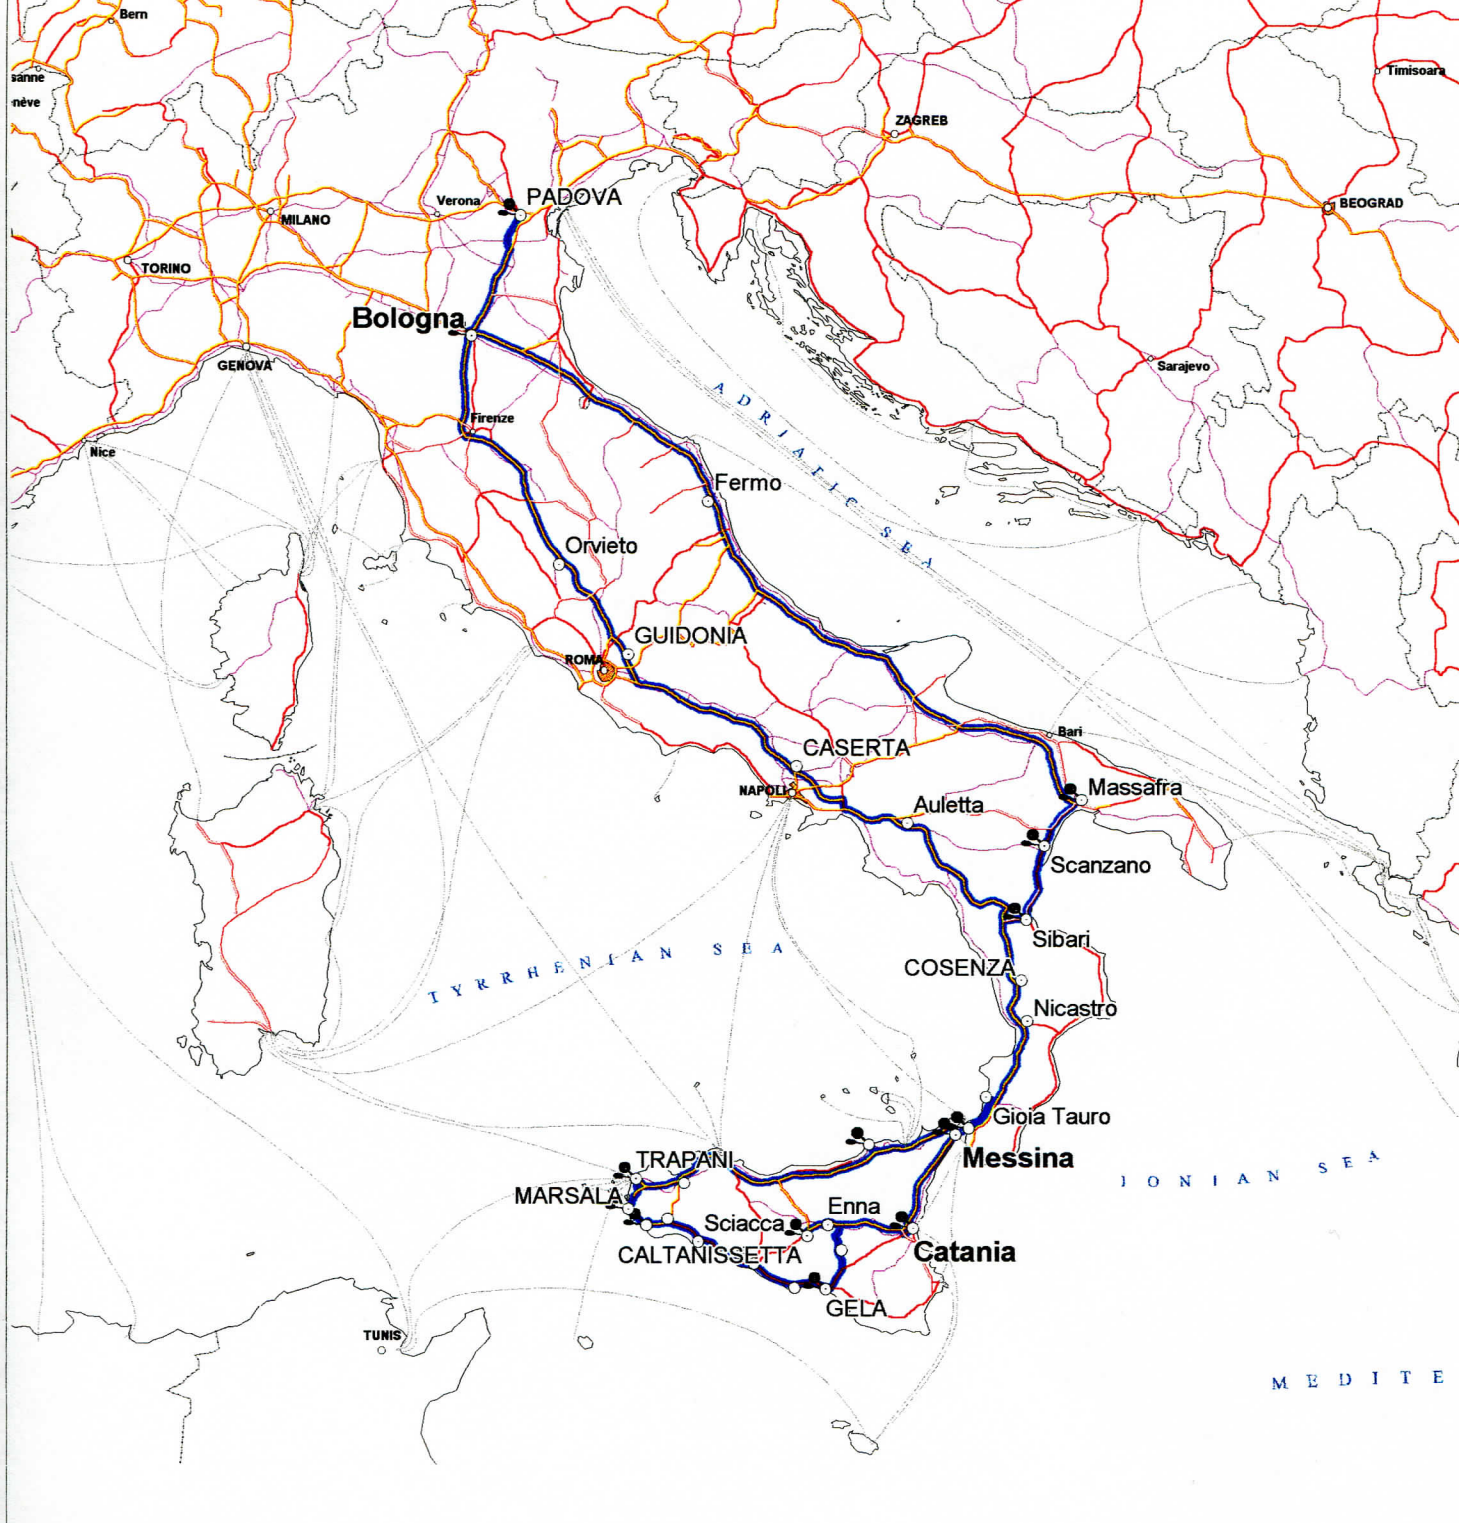 Bern
sanne
nève
Timisoara
ZAGREB
Verona
PADOVA
BEOGRAD
MILANO
TORINO
Bologna
GENOVA
Sarajevo
Firenze
Nice
ADRIATIC SEA
Fermo
Orvieto
GUIDONIA
ROMA
Bari
CASERTA
NAPOLI
Massafra
Auletta
Scanzano
Sibari
TYRRHENIAN SEA
COSENZA
Nicastro
Gioia Tauro
Messina
TRAPANI
IONIAN SEA
MARSALA
Enna
Sciacca
CALTANISSETTA
Catania
GELA
TUNIS
MEDITE